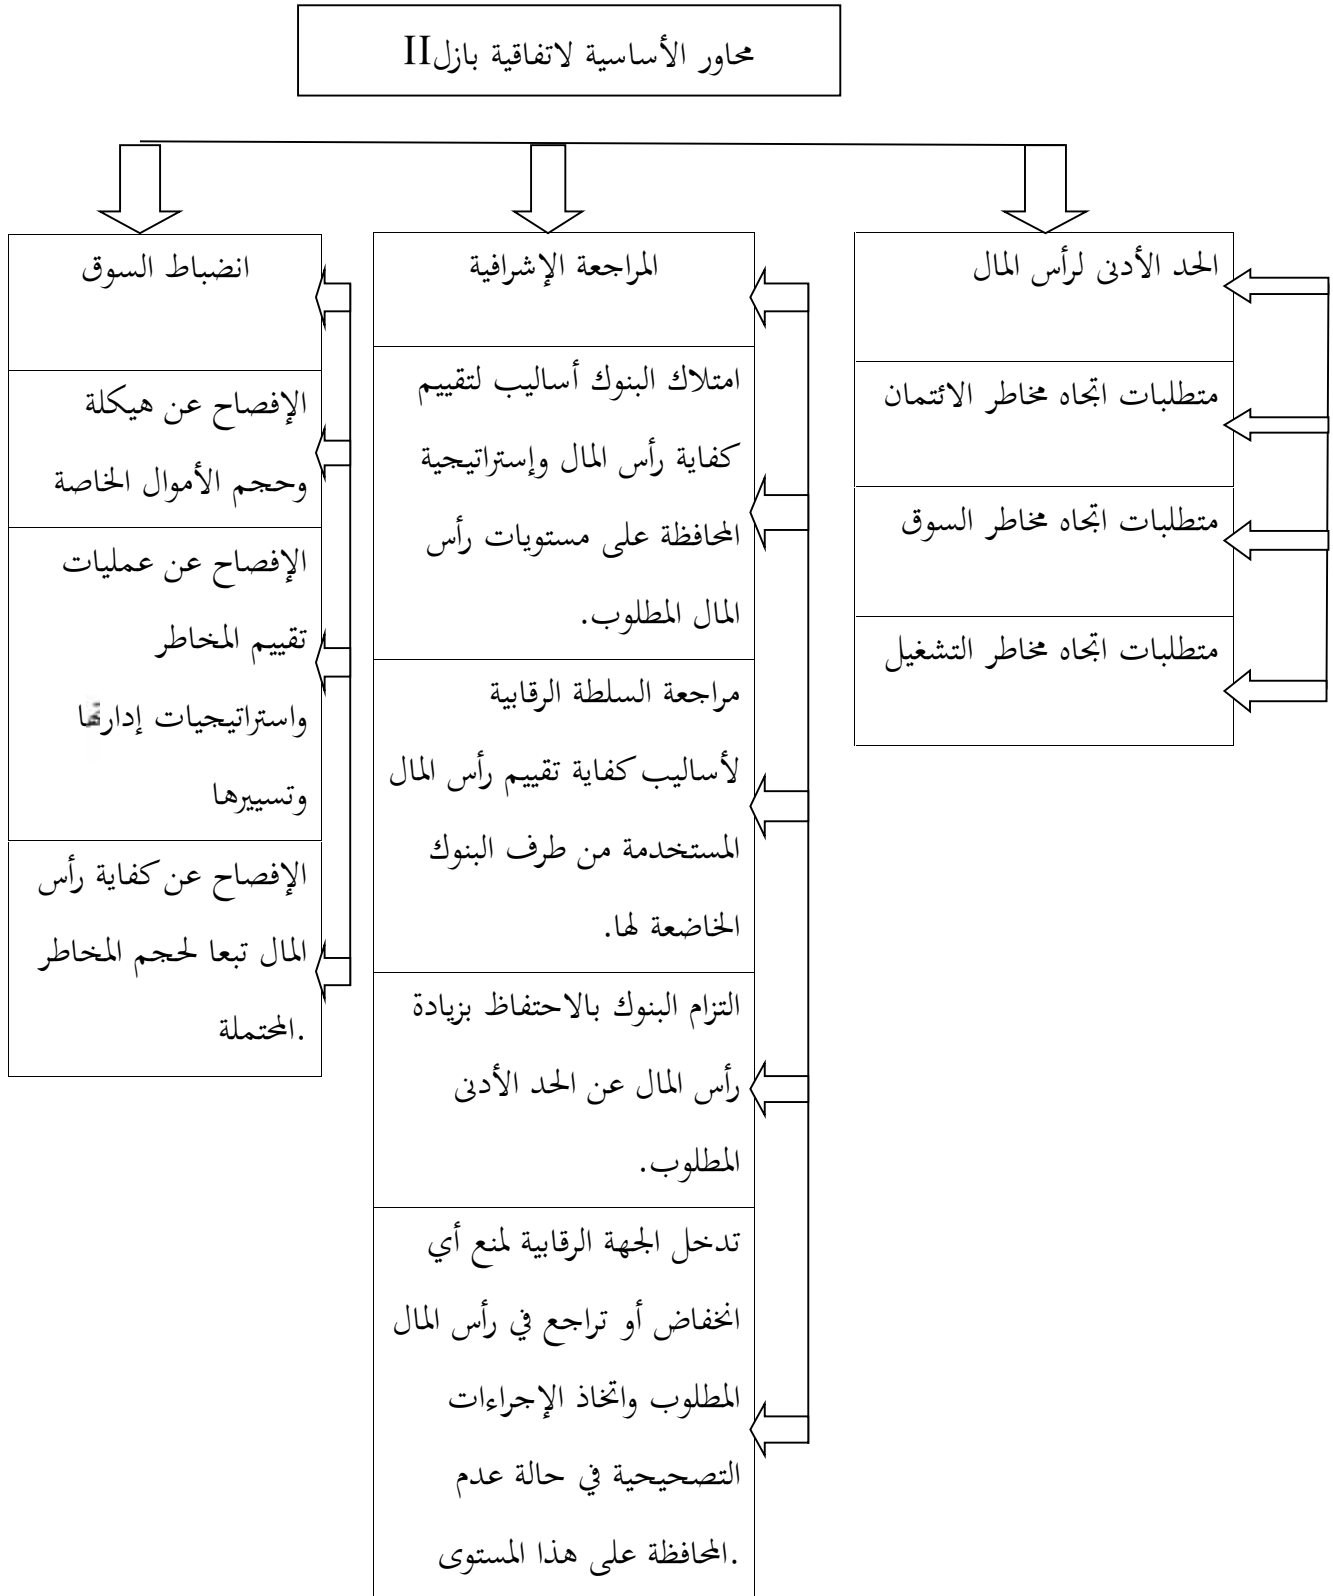 محاور الأساسية لاتفاقية بازلII
الحد الأدنى لرأس المال
متطلبات اتجاه مخاطر الائتمان
متطلبات اتجاه مخاطر السوق
متطلبات اتجاه مخاطر التشغيل
المراجعة الإشرافية
امتلاك البنوك أساليب لتقييم
كفاية رأس المال وإستراتيجية
المحافظة على مستويات رأس
المال المطلوب.
مراجعة السلطة الرقابية
لأساليب كفاية تقييم رأس المال
المستخدمة من طرف البنوك
الخاضعة لها.
التزام البنوك بالاحتفاظ بزيادة
رأس المال عن الحد الأدنى
المطلوب.
تدخل الجهة الرقابية لمنع أي
انخفاض أو تراجع في رأس المال
المطلوب واتخاذ الإجراءات
التصحيحية في حالة عدم
.المحافظة على هذا المستوى
انضباط السوق
الإفصاح عن هيكلة
وحجم الأموال الخاصة
الإفصاح عن عمليات
تقييم المخاطر
واستراتيجيات إدارتها
وتسييرها
الإفصاح عن كفاية رأس
المال تبعا لحجم المخاطر
.المحتملة